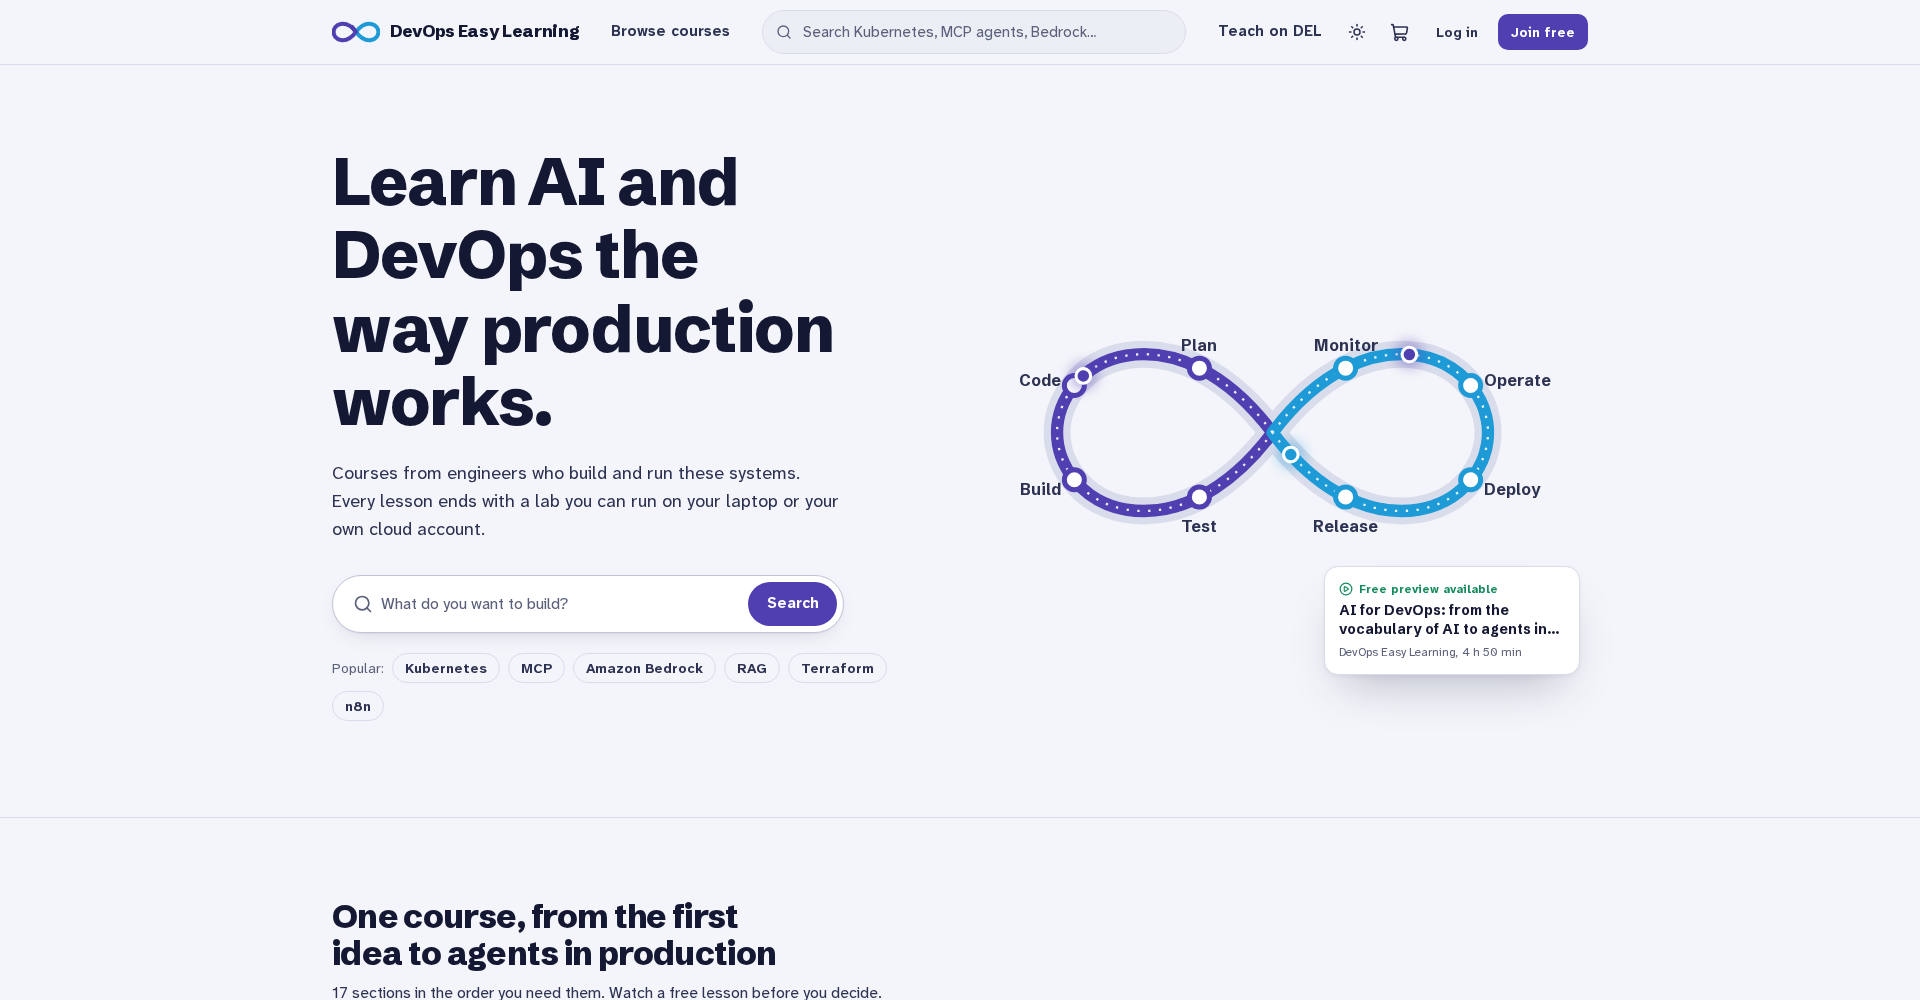 DevOps Easy Learning
Browse courses
Search Kubernetes, MCP agents, Bedrock...
Teach on DEL
Log in
Join free
Learn AI and
DevOps the
way production
works.
Courses from engineers who build and run these systems.
Every lesson ends with a lab you can run on your laptop or your
own cloud account.
What do you want to build?
Search
Popular:
Kubernetes
MCP
Amazon Bedrock
RAG
Terraform
n8n
Plan
Monitor
Code
Operate
Build
Deploy
Test
Release
Free preview available
AI for DevOps: from the
vocabulary of AI to agents in...
DevOps Easy Learning, 4 h 50 min
One course, from the first
idea to agents in production
17 sections in the order you need them. Watch a free lesson before you decide.